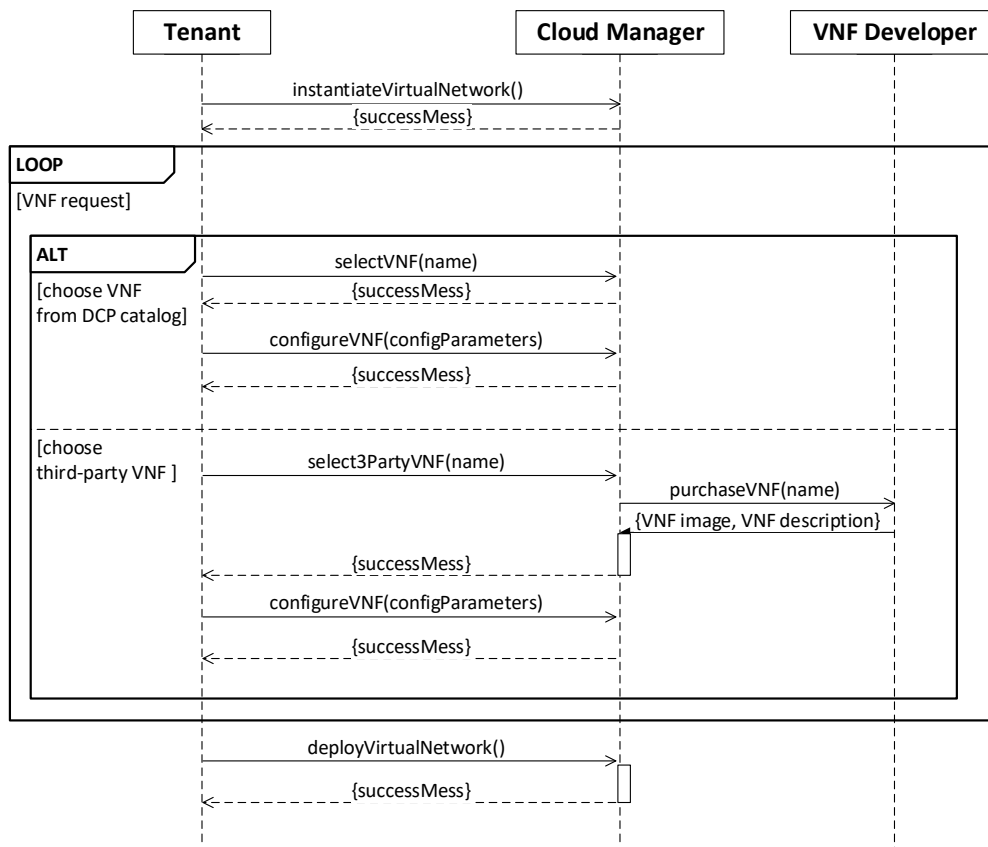 Tenant
Cloud Manager
VNF Developer
instantiateVirtualNetwork()
{successMess}
LOOP
[VNF request]
ALT
selectVNF(name)
[choose VNF
from DCP catalog]
{successMess}
configureVNF(configParameters)
{successMess}
[choose
third-party VNF ]
select3PartyVNF(name)
purchaseVNF(name)
{VNF image, VNF description}
{successMess}
configureVNF(configParameters)
{successMess}
deployVirtualNetwork()
{successMess}